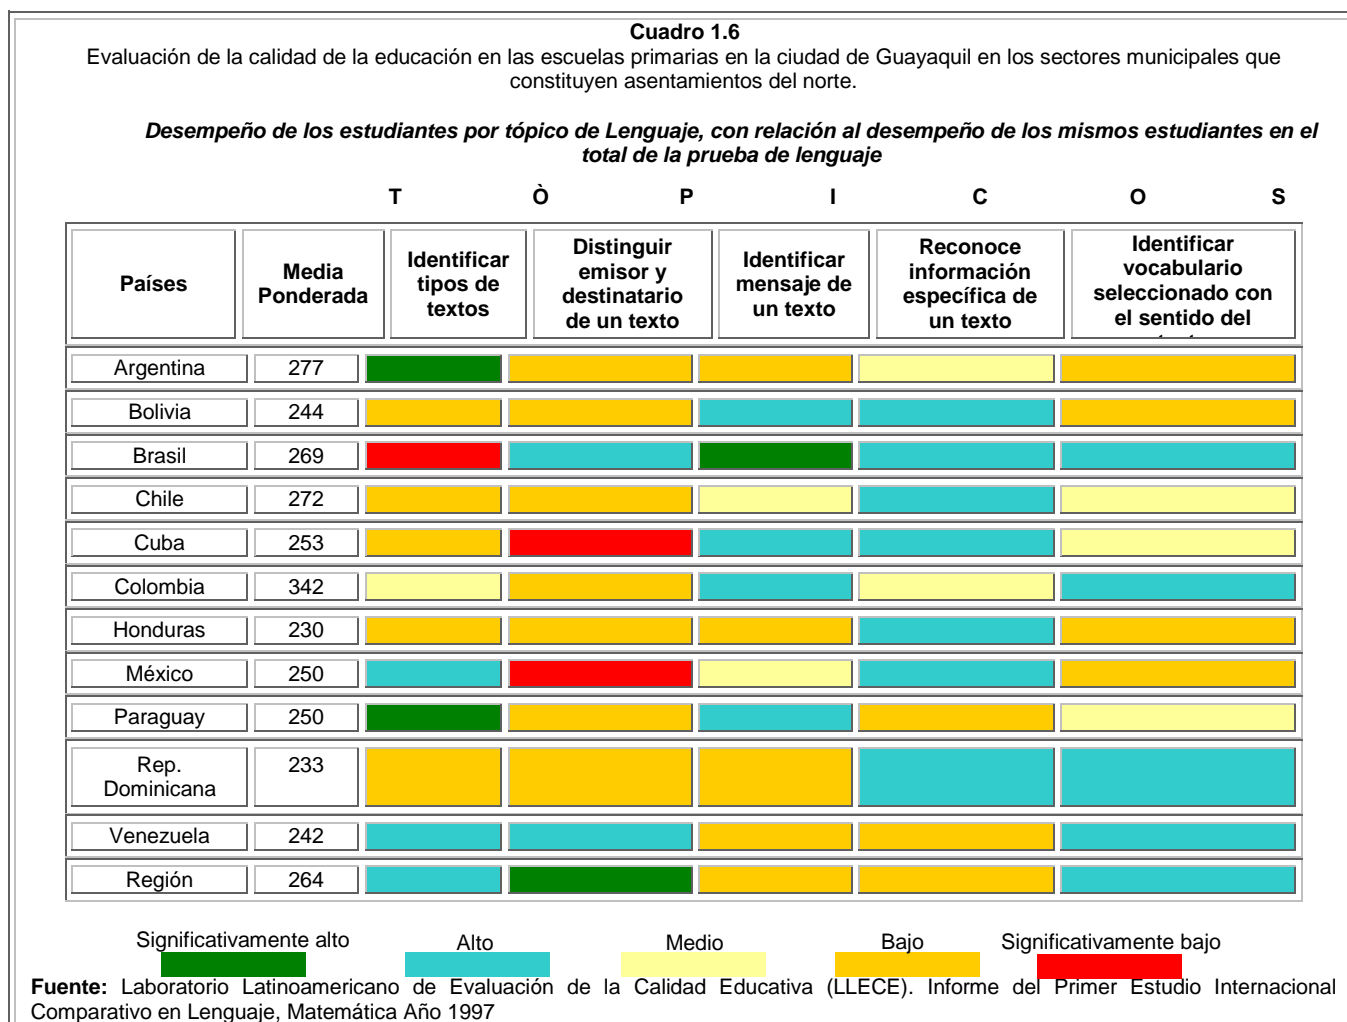 Cuadro 1.6
Evaluación de la calidad de la educación en las escuelas primarias en la ciudad de Guayaquil en los sectores municipales que
constituyen asentamientos del norte.
Desempeño de los estudiantes por tópico de Lenguaje, con relación al desempeño de los mismos estudiantes en el
total de la prueba de lenguaje
T Ò P I C O S
Países
Media
Ponderada
Identificar
tipos de
textos
Distinguir
emisor y
destinatario
de un texto
Identificar
mensaje de
un texto
Reconoce
información
específica de
un texto
Identificar
vocabulario
seleccionado con
el sentido del
Argentina 277
Bolivia 244
Brasil 269
Chile 272
Cuba 253
Colombia 342
Honduras 230
México 250
Paraguay 250
Rep.
Dominicana
233
Venezuela 242
Región 264
Significativamente alto
Alto
Medio
Bajo
Significativamente bajo
Fuente: Laboratorio Latinoamericano de Evaluación de la Calidad Educativa (LLECE). Informe del Primer Estudio Internacional
Comparativo en Lenguaje, Matemática Año 1997